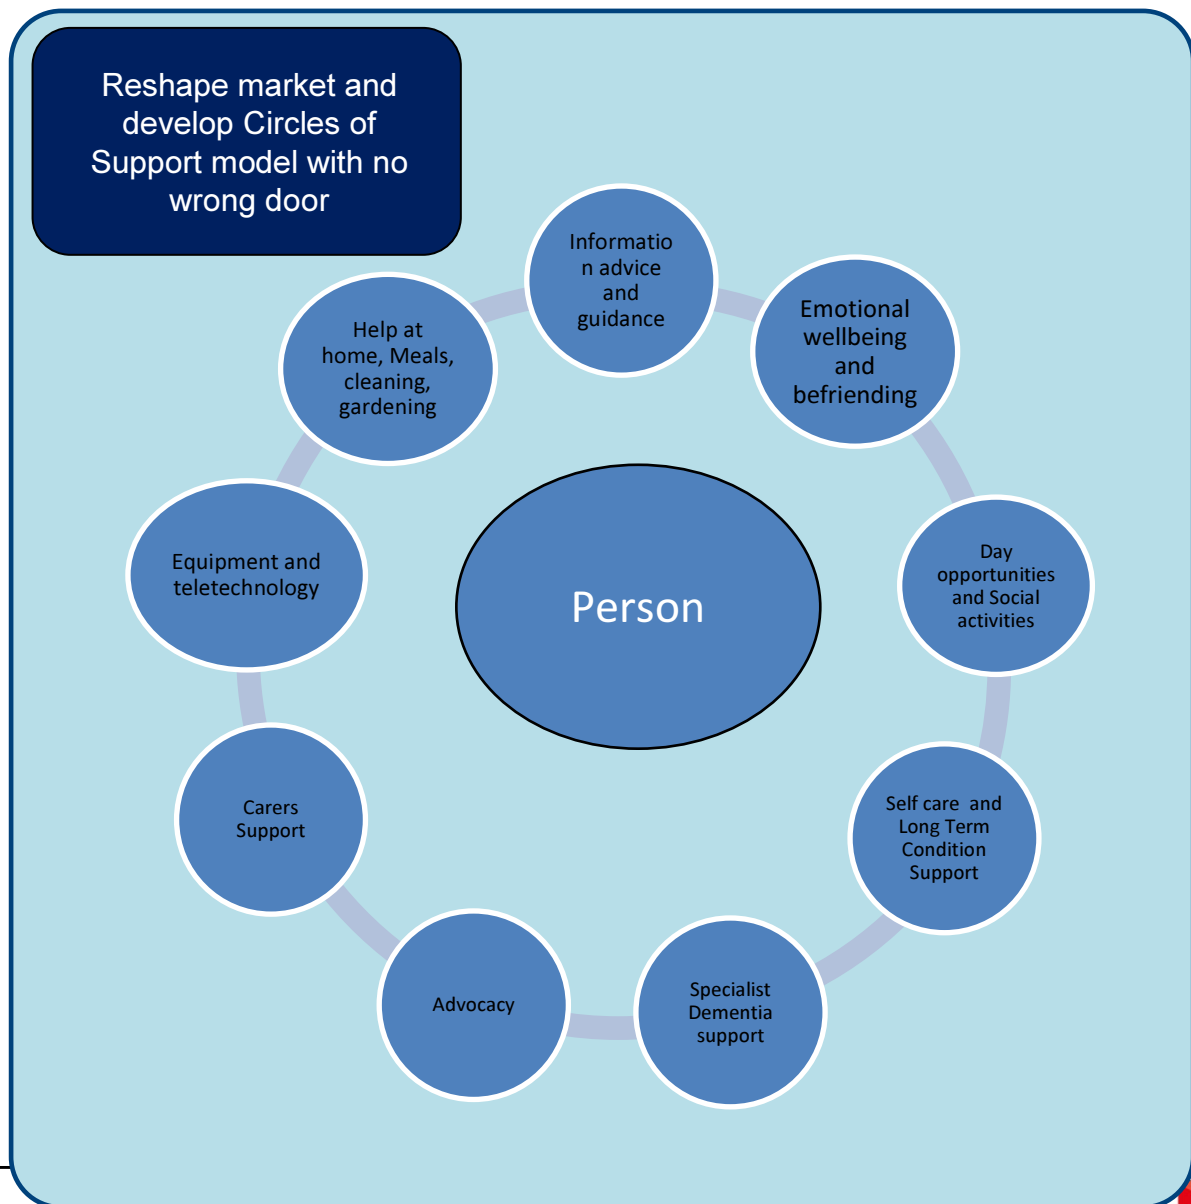 Reshape market and
develop Circles of
Support model with no
wrong door
Informatio
n advice
and
guidance
Emotional
wellbeing
and
befriending
Day
opportunities
and Social
activities
Self care  and
Long Term
Condition
Support
Specialist
Dementia
support
Advocacy
Carers
Support
Equipment and
teletechnology
Help at
home, Meals,
cleaning,
gardening
Person